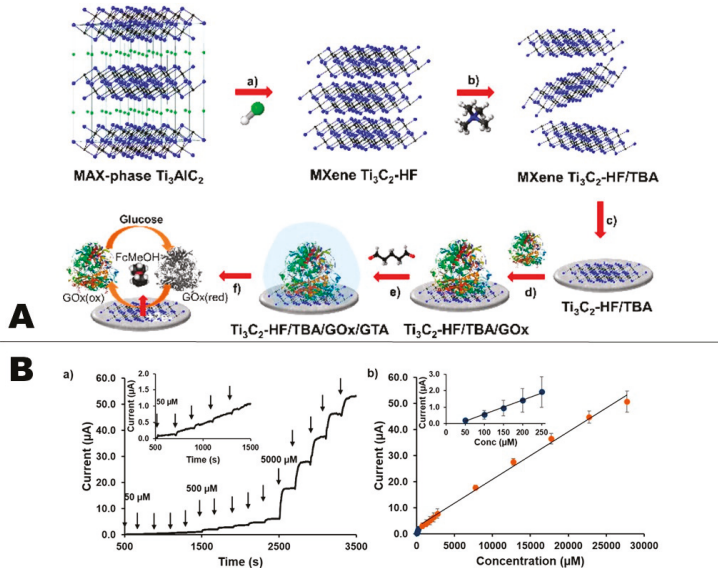 a)
b)
MAX-phase Ti₃AlC₂
MXene Ti₃C₂-HF
MXene Ti₃C₂-HF/TBA
c)
Glucose
FcMeOH
GOx(ox)
GOx(red)
f)
e)
d)
Ti₃C₂-HF/TBA
Ti₃C₂-HF/TBA/GOx/GTA
Ti₃C₂-HF/TBA/GOx
A
B
a)
60.0
50.0
40.0
30.0
20.0
10.0
0.0
Current (µA)
500
1000
1500
2000
2500
3000
3500
Time (s)
50 µM
500 µM
5000 µM
2.0
1.5
1.0
0.5
0.0
Current (µA)
50 µM
500
1000
1500
Time (s)
b)
60.0
50.0
40.0
30.0
20.0
10.0
0.0
Current (µA)
0
5000
10000
15000
20000
25000
30000
Concentration (µM)
3.0
2.0
1.0
0.0
Current (µA)
0
50
100
150
200
250
Conc (µM)